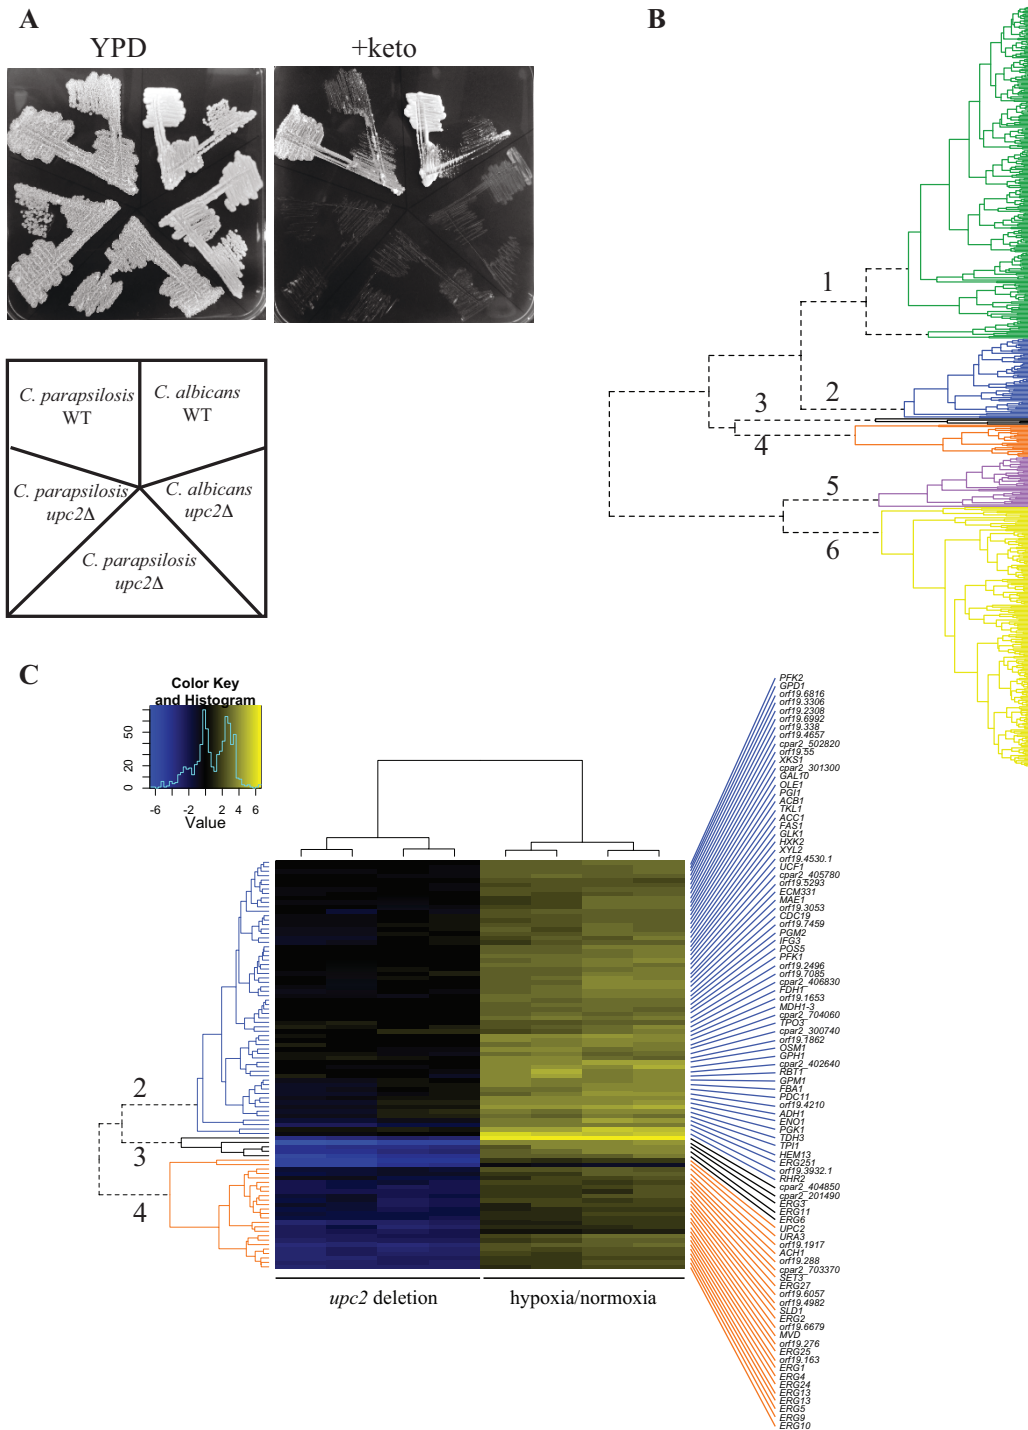 A
YPD
+keto
C. parapsilosis
WT
C. albicans
WT
C. parapsilosis
upc2Δ
C. albicans
upc2Δ
C. parapsilosis
upc2Δ
B
1
2
3
4
5
6
C
Color Key
and Histogram
0 20 50
-6 -2 2 4 6
Value
2
3
4
upc2 deletion
hypoxia/normoxia
PFK2
GPD1
orf19.6816
orf19.3306
orf19.2308
orf19.6992
orf19.338
orf19.4657
cpar2_502820
orf19.55
XKS1
cpar2_301300
GAL10
OLE1
PGI1
ACB1
TKL1
ACC1
FAS1
GLK1
HXK2
XYL2
orf19.4530.1
UCF1
cpar2_405780
orf19.5293
ECM331
MAE1
orf19.3053
CDC19
orf19.7459
PGM2
IFG3
POS5
PFK1
orf19.2496
orf19.7085
cpar2_406830
FDH1
orf19.1653
MDH1-3
cpar2_704060
TPO3
cpar2_300740
orf19.1862
OSM1
GPH1
cpar2_402640
RBT1
GPM1
FBA1
PDC11
orf19.4210
ADH1
ENO1
PGK1
TDH3
TPI1
HEM13
ERG251
orf19.3932.1
RHR2
cpar2_404850
cpar2_201490
ERG3
ERG11
ERG6
UPC2
URA3
orf19.1917
ACH1
orf19.288
cpar2_703370
SET3
ERG27
orf19.6057
orf19.4982
SLD1
ERG2
orf19.6679
MVD
orf19.276
ERG25
orf19.163
ERG1
ERG4
ERG24
ERG13
ERG13
ERG5
ERG9
ERG10